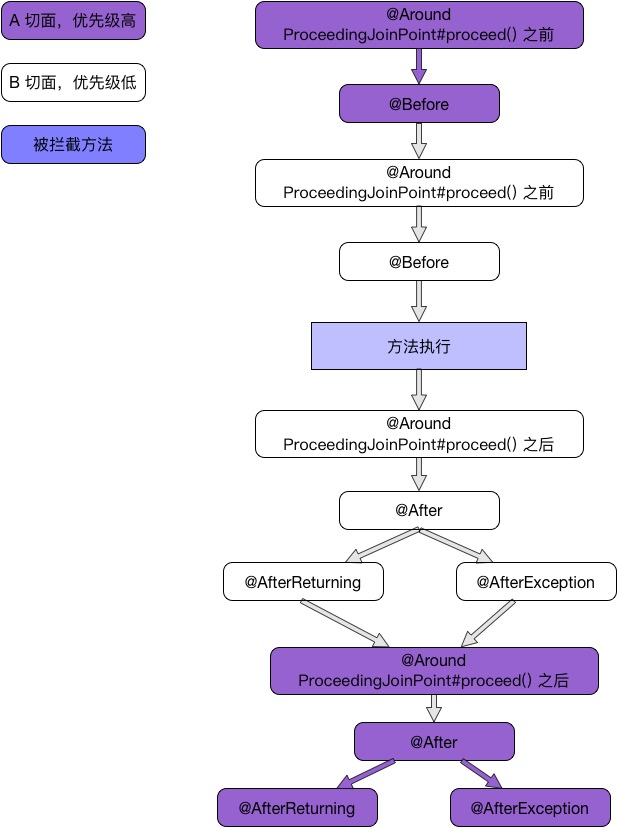 A 切面，优先级高
B 切面，优先级低
被拦截方法
@Around
ProceedingJoinPoint#proceed() 之前
@Before
@Around
ProceedingJoinPoint#proceed() 之前
@Before
方法执行
@Around
ProceedingJoinPoint#proceed() 之后
@After
@AfterReturning
@AfterException
@Around
ProceedingJoinPoint#proceed() 之后
@After
@AfterReturning
@AfterException